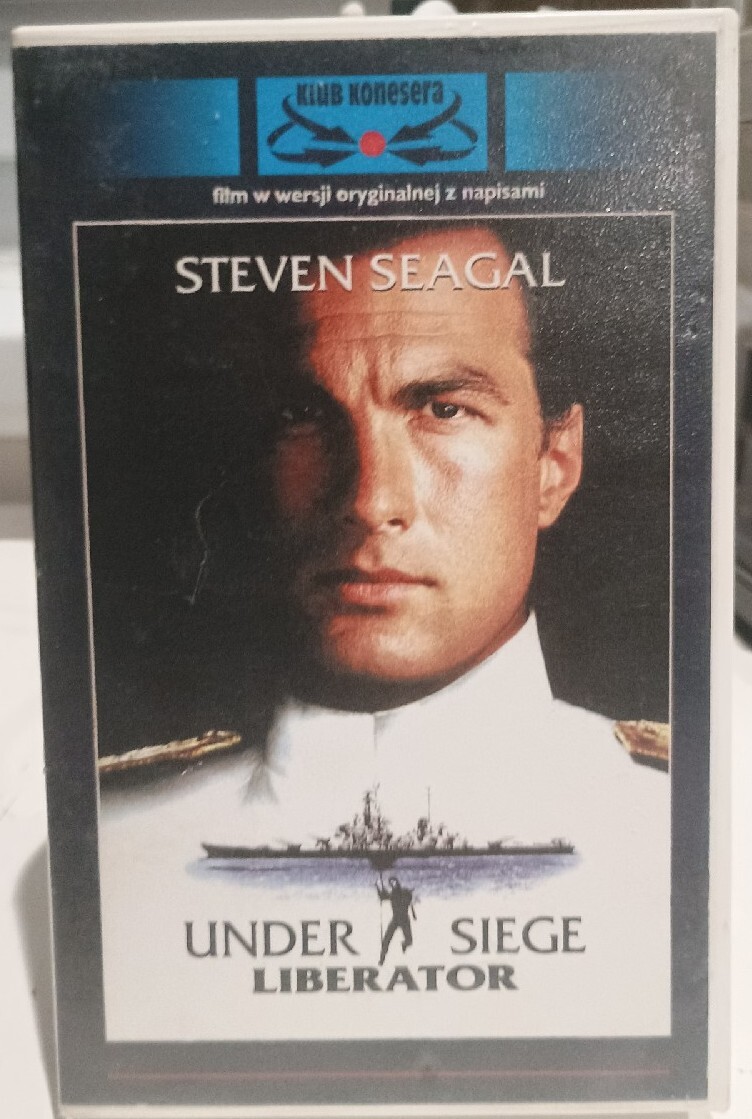 KLUB KONESERA
film w wersji oryginalnej z napisami
STEVEN SEAGAL
UNDER SIEGE
LIBERATOR